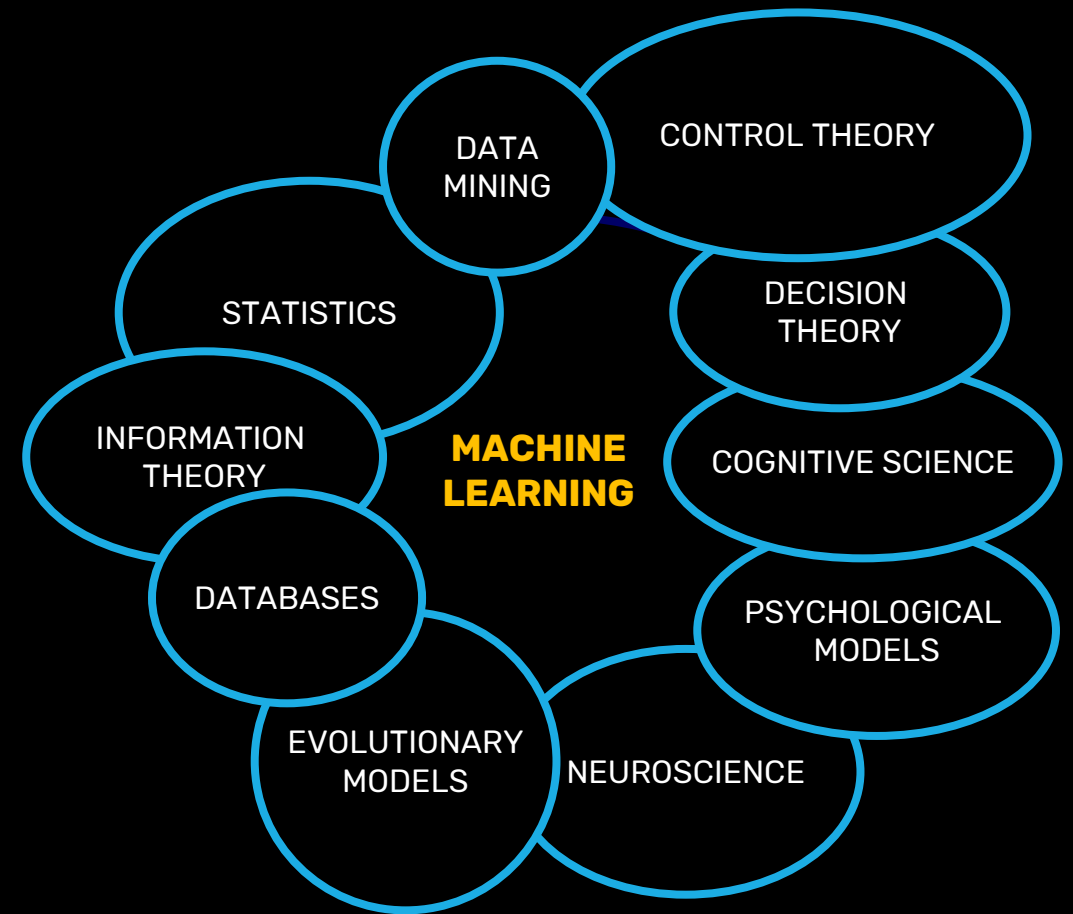 DATA
MINING
CONTROL THEORY
STATISTICS
DECISION
THEORY
INFORMATION
THEORY
MACHINE
LEARNING
COGNITIVE SCIENCE
DATABASES
PSYCHOLOGICAL
MODELS
EVOLUTIONARY
MODELS
NEUROSCIENCE